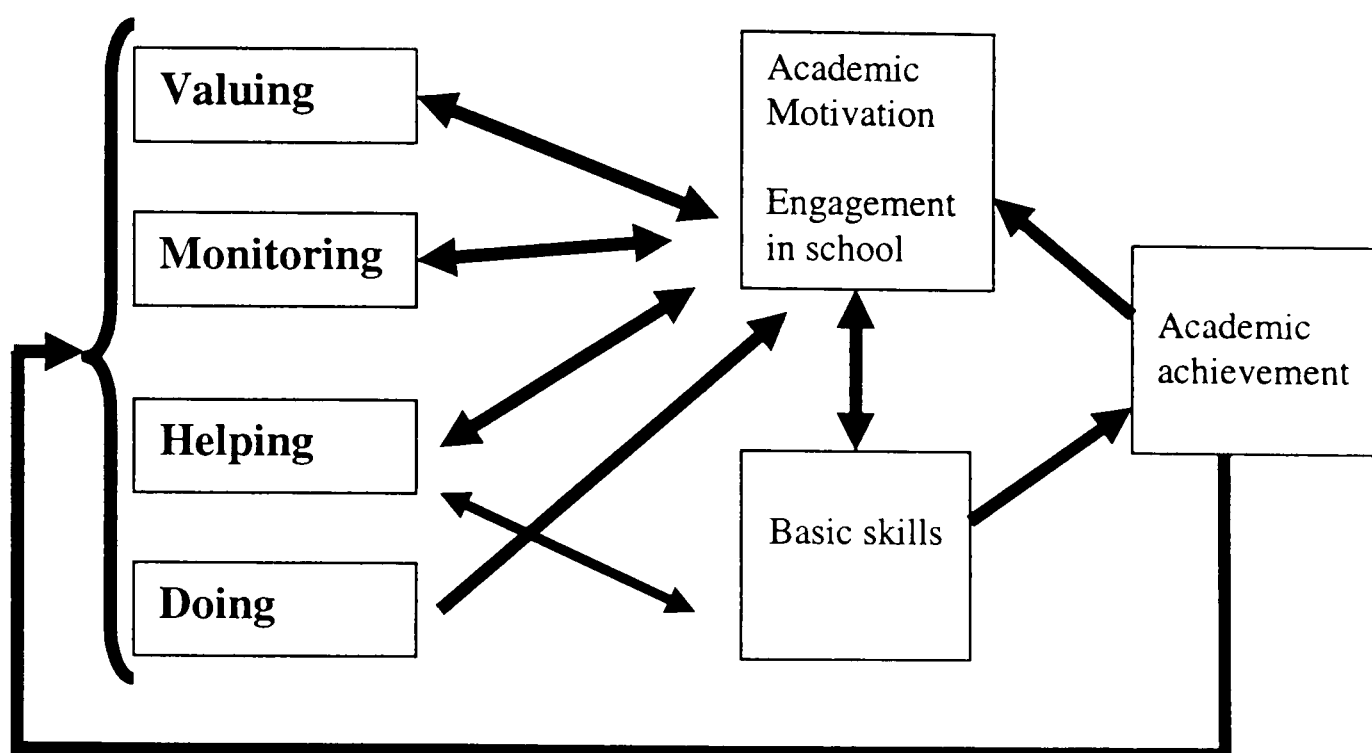 Valuing
Monitoring
Helping
Doing
Academic
Motivation
Engagement
in school
Basic skills
Academic
achievement